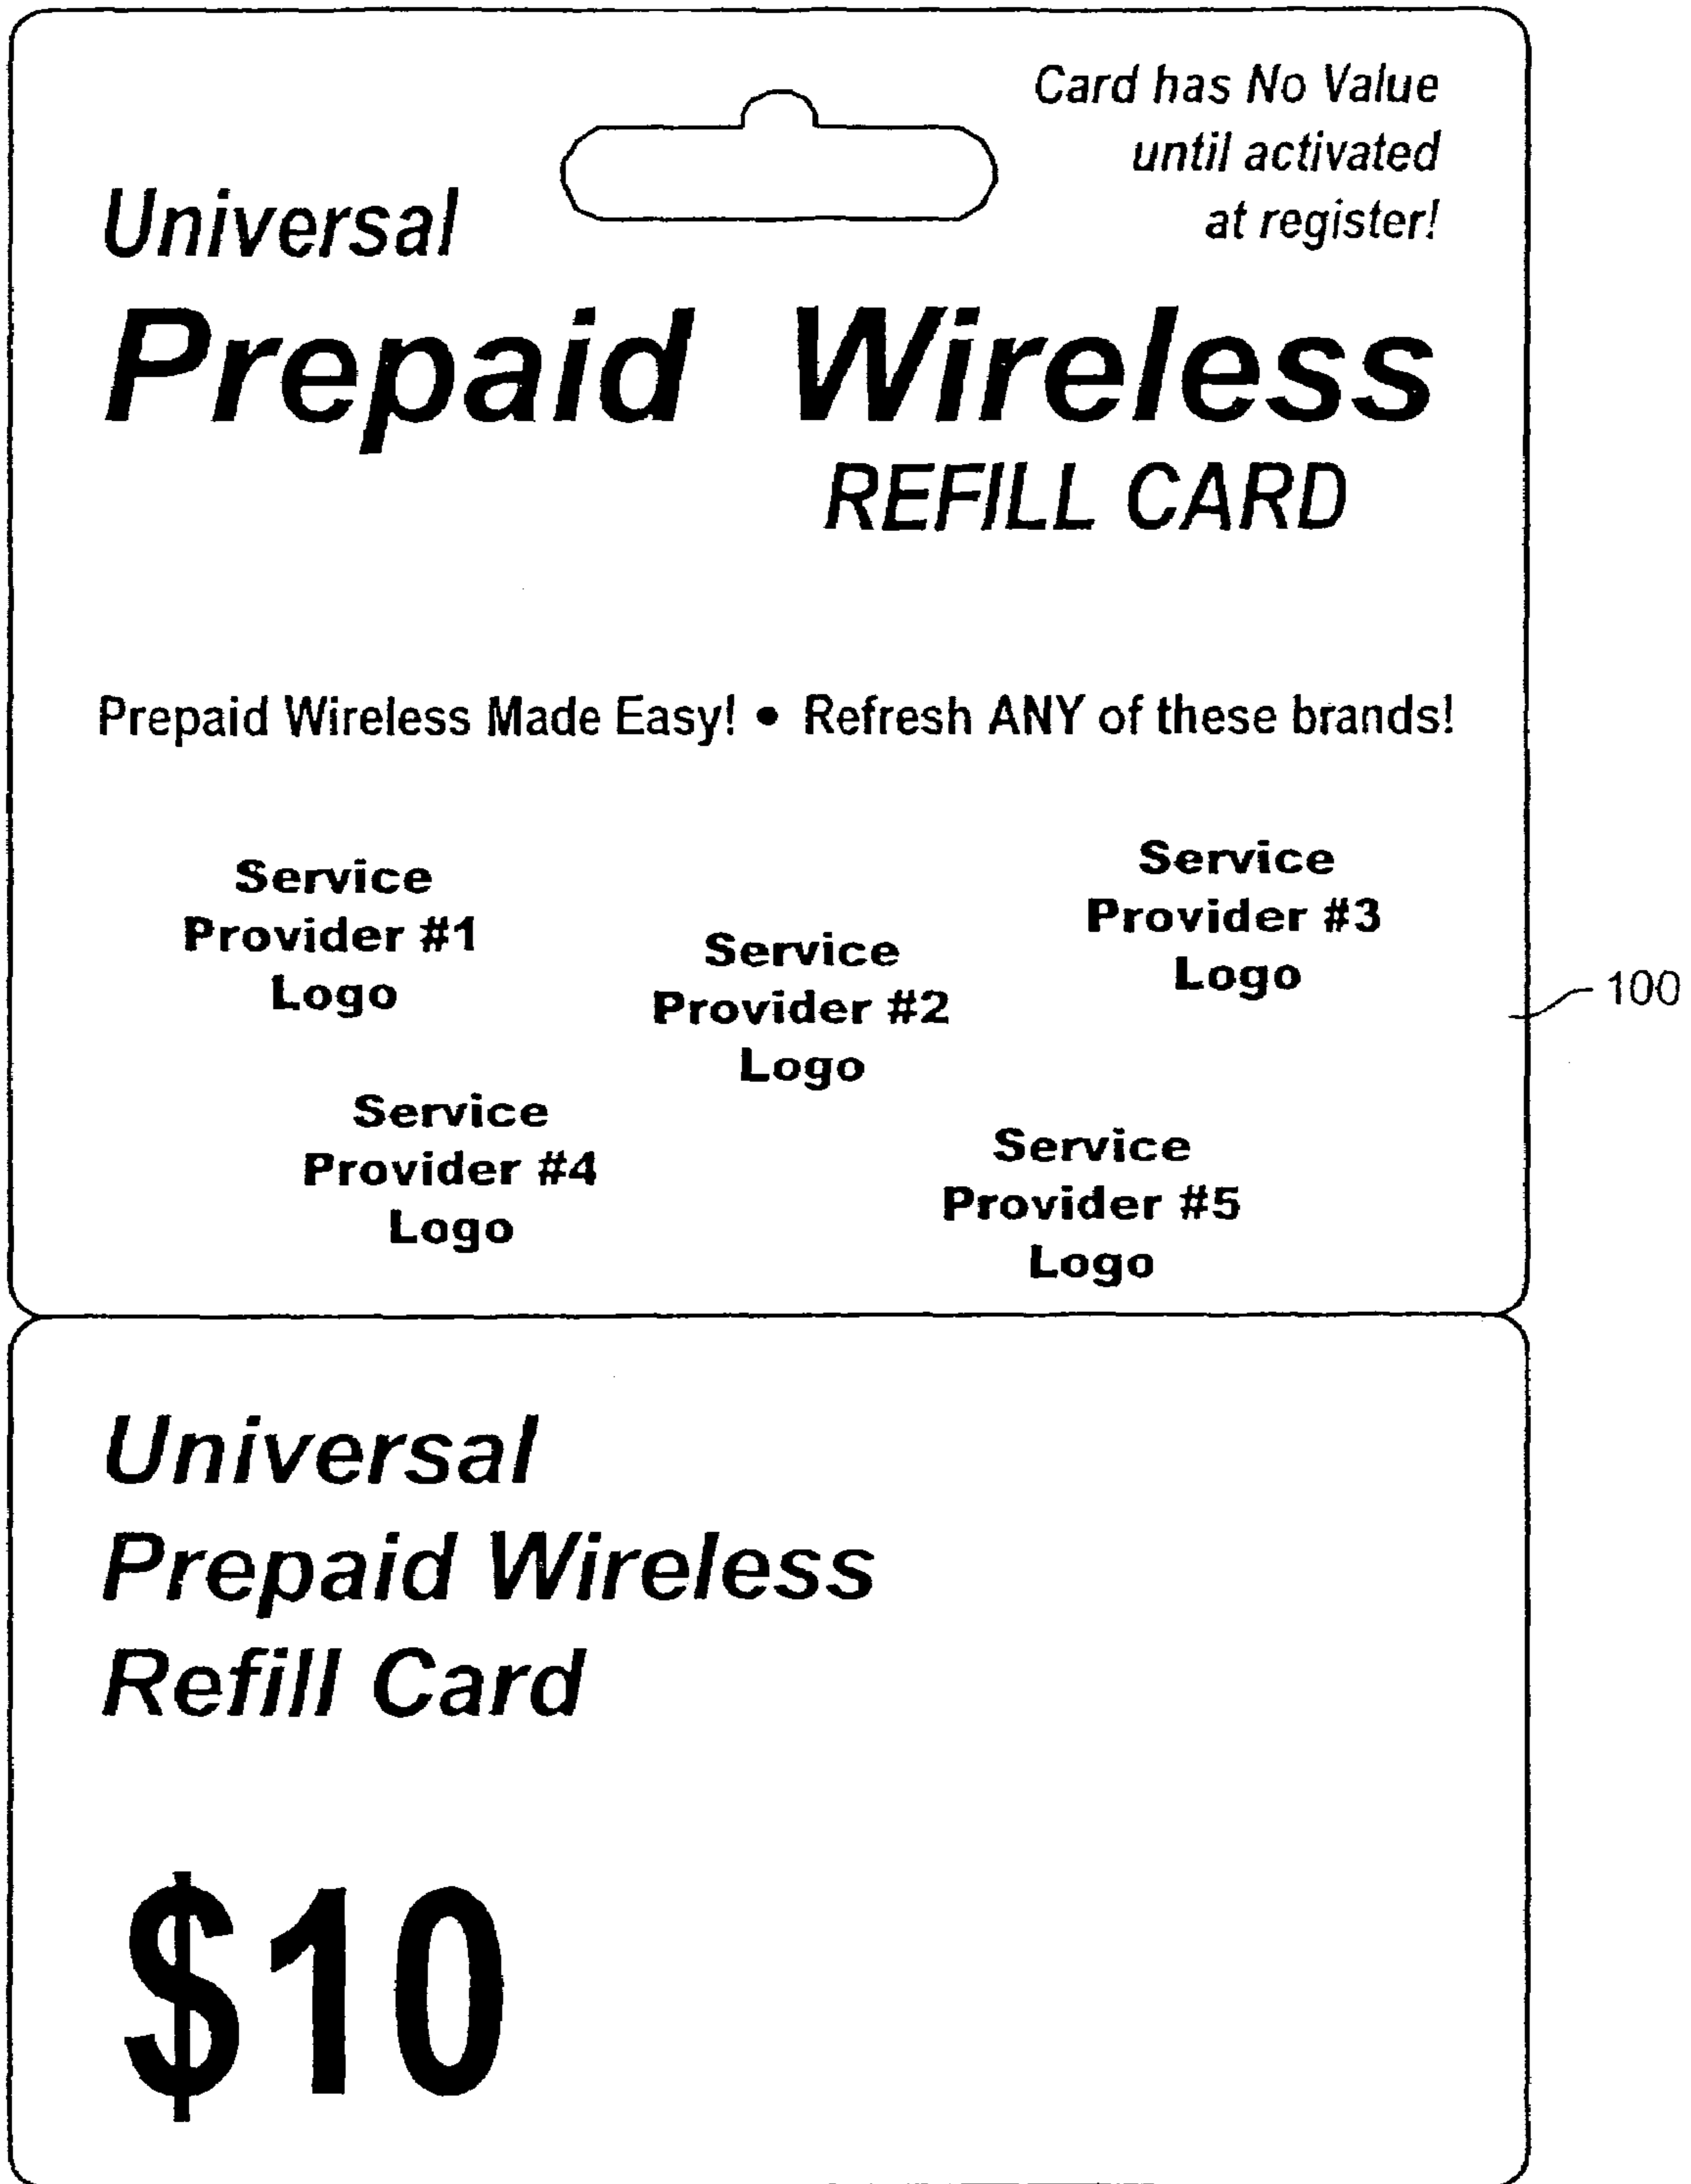 Card has No Value
until activated
at register!
Universal
Prepaid Wireless
REFILL CARD
Prepaid Wireless Made Easy! • Refresh ANY of these brands!
Service
Provider #1
Logo
Service
Provider #2
Logo
Service
Provider #3
Logo
100
Service
Provider #4
Logo
Service
Provider #5
Logo
Universal
Prepaid Wireless
Refill Card
$10